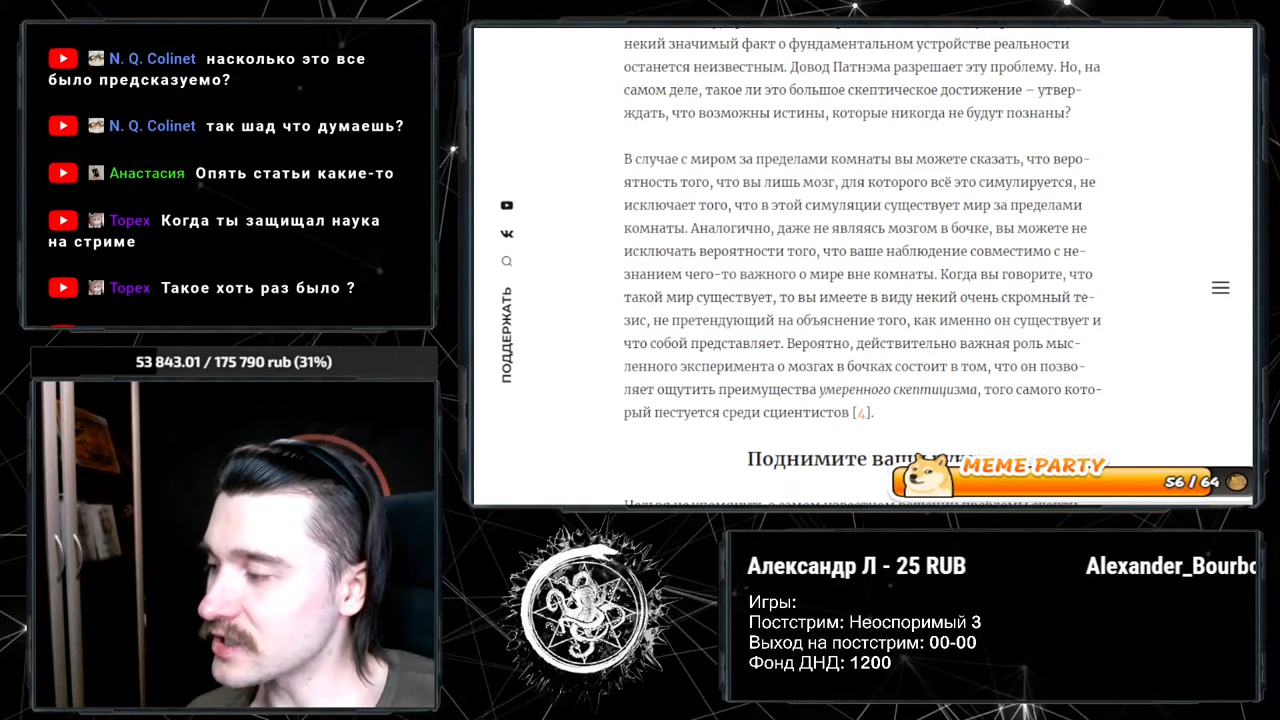 N. Q. Colinet насколько это все
было предсказуемо?
N. Q. Colinet так шад что думаешь?
Анастасия Опять статьи какие-то
Торех Когда ты защищал наука
на стриме
Торех Такое хоть раз было ?
53 843.01 / 175 790 rub (31%)
некий значимый факт о фундаментальном устройстве реальности
останется неизвестным. Довод Патнэма разрешает эту проблему. Но, на
самом деле, такое ли это большое скептическое достижение – утвер-
ждать, что возможны истины, которые никогда не будут познаны?
В случае с миром за пределами комнаты вы можете сказать, что веро-
ятность того, что вы лишь мозг, для которого всё это симулируется, не
исключает того, что в этой симуляции существует мир за пределами
комнаты. Аналогично, даже не являясь мозгом в бочке, вы можете не
исключать вероятности того, что ваше наблюдение совместимо с не-
знанием чего-то важного о мире вне комнаты. Когда вы говорите, что
такой мир существует, то вы имеете в виду некий очень скромный те-
зис, не претендующий на объяснение того, как именно он существует и
что собой представляет. Вероятно, действительно важная роль мыс-
ленного эксперимента о мозгах в бочках состоит в том, что он позво-
ляет ощутить преимущества умеренного скептицизма, того самого кото-
рый пестуется среди сциентистов [4].
Поднимите ваши
ПОДДЕРЖАТЬ
MEME PARTY
56 / 64
Александр Л - 25 RUB
Alexander_Bourbo
Игры:
Постстрим: Неоспоримый 3
Выход на постстрим: 00-00
Фонд ДНД: 1200